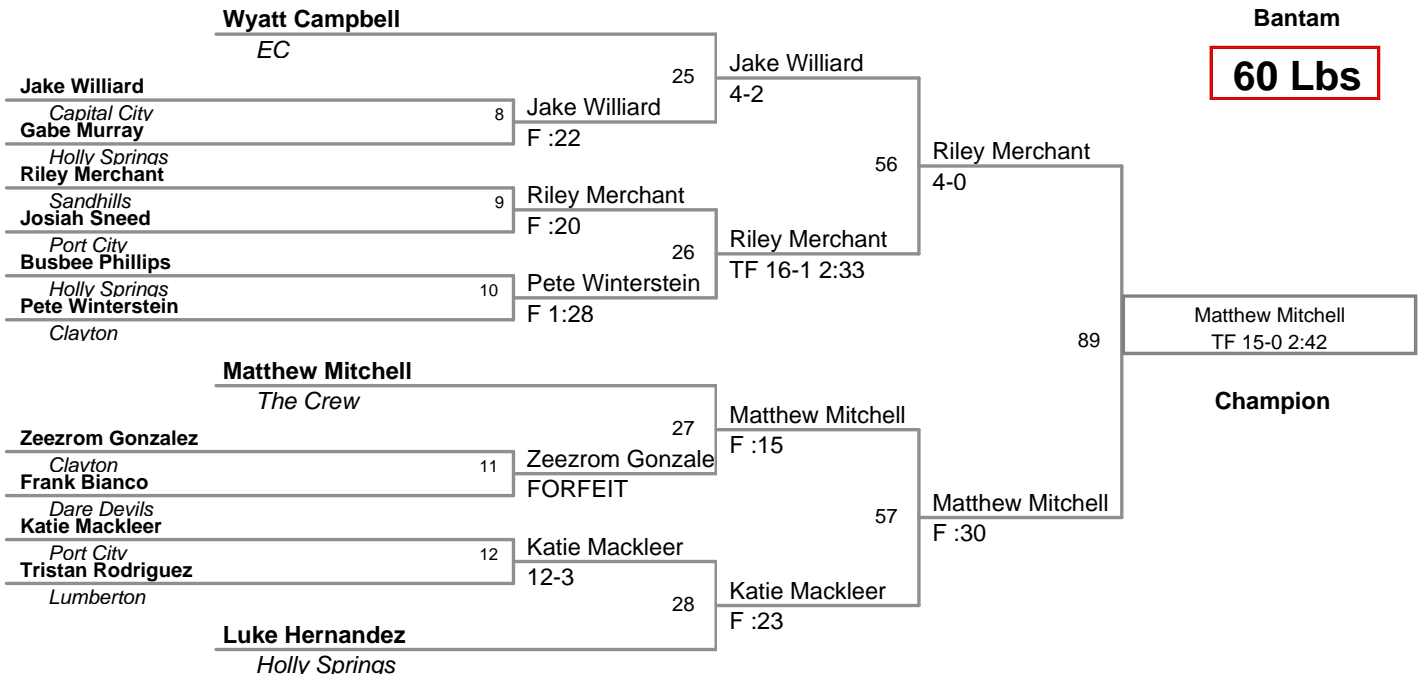 Wyatt Campbell
EC
Bantam
60 Lbs
Jake Williard
Capital City
Gabe Murray
Holly Springs
8
Jake Williard
F :22
25
Jake Williard
4-2
Riley Merchant
Sandhills
Josiah Sneed
Port City
9
Riley Merchant
F :20
Busbee Phillips
Holly Springs
Pete Winterstein
Clayton
10
Pete Winterstein
F 1:28
26
Riley Merchant
TF 16-1 2:33
56
Riley Merchant
4-0
Matthew Mitchell
The Crew
Zeezrom Gonzalez
Clayton
Frank Bianco
Dare Devils
11
Zeezrom Gonzale
FORFEIT
27
Matthew Mitchell
F :15
Katie Mackleer
Port City
Tristan Rodriguez
Lumberton
12
Katie Mackleer
12-3
Luke Hernandez
Holly Springs
28
Katie Mackleer
F :23
57
Matthew Mitchell
F :30
89
Matthew Mitchell
TF 15-0 2:42
Champion